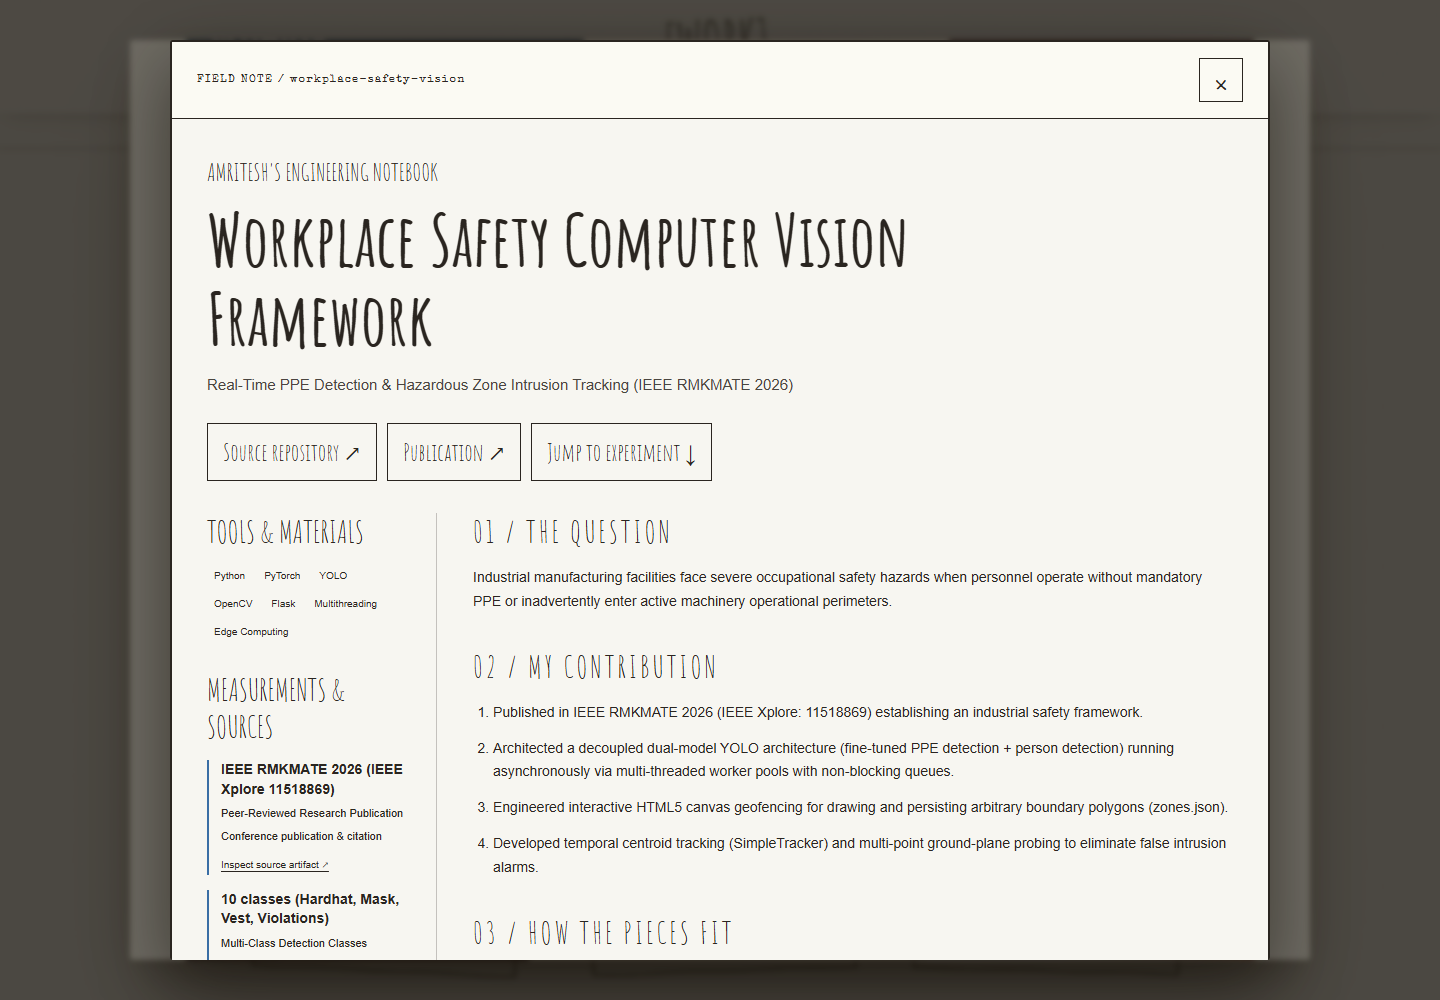 FIELD NOTE / workplace-safety-vision
×
AMRITESH'S ENGINEERING NOTEBOOK
Workplace Safety Computer Vision
Framework
Real-Time PPE Detection & Hazardous Zone Intrusion Tracking (IEEE RMKMATE 2026)
Source repository ↗
Publication ↗
Jump to experiment ↓
TOOLS & MATERIALS
Python PyTorch YOLO
OpenCV Flask Multithreading
Edge Computing
MEASUREMENTS &
SOURCES
IEEE RMKMATE 2026 (IEEE
Xplore 11518869)
Peer-Reviewed Research Publication
Conference publication & citation
Inspect source artifact ↗
10 classes (Hardhat, Mask,
Vest, Violations)
Multi-Class Detection Classes
01 / THE QUESTION
Industrial manufacturing facilities face severe occupational safety hazards when personnel operate without mandatory
PPE or inadvertently enter active machinery operational perimeters.
02 / MY CONTRIBUTION
1. Published in IEEE RMKMATE 2026 (IEEE Xplore: 11518869) establishing an industrial safety framework.
2. Architected a decoupled dual-model YOLO architecture (fine-tuned PPE detection + person detection) running
asynchronously via multi-threaded worker pools with non-blocking queues.
3. Engineered interactive HTML5 canvas geofencing for drawing and persisting arbitrary boundary polygons (zones.json).
4. Developed temporal centroid tracking (SimpleTracker) and multi-point ground-plane probing to eliminate false intrusion
alarms.
03 / HOW THE PIECES FIT